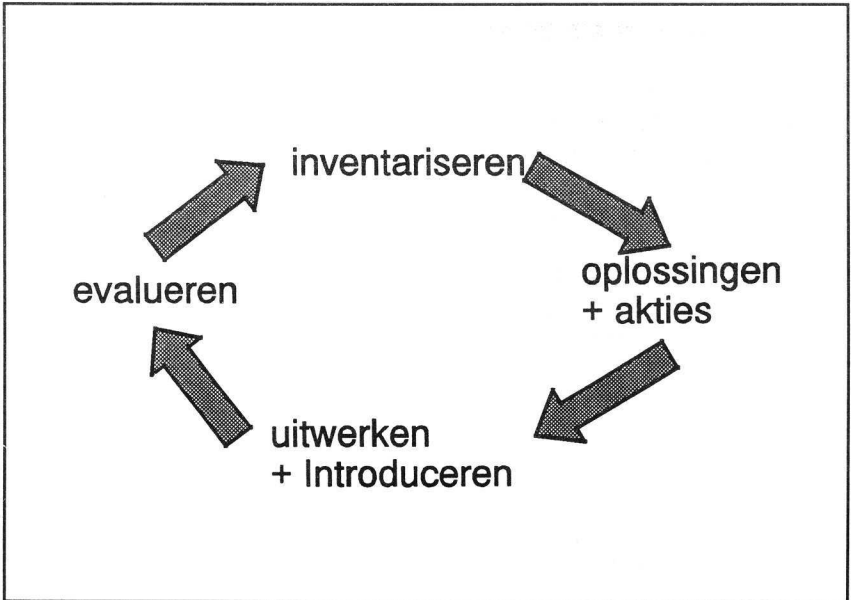 inventariseren
oplossingen
+ akties
uitwerken
+ Introduceren
evalueren